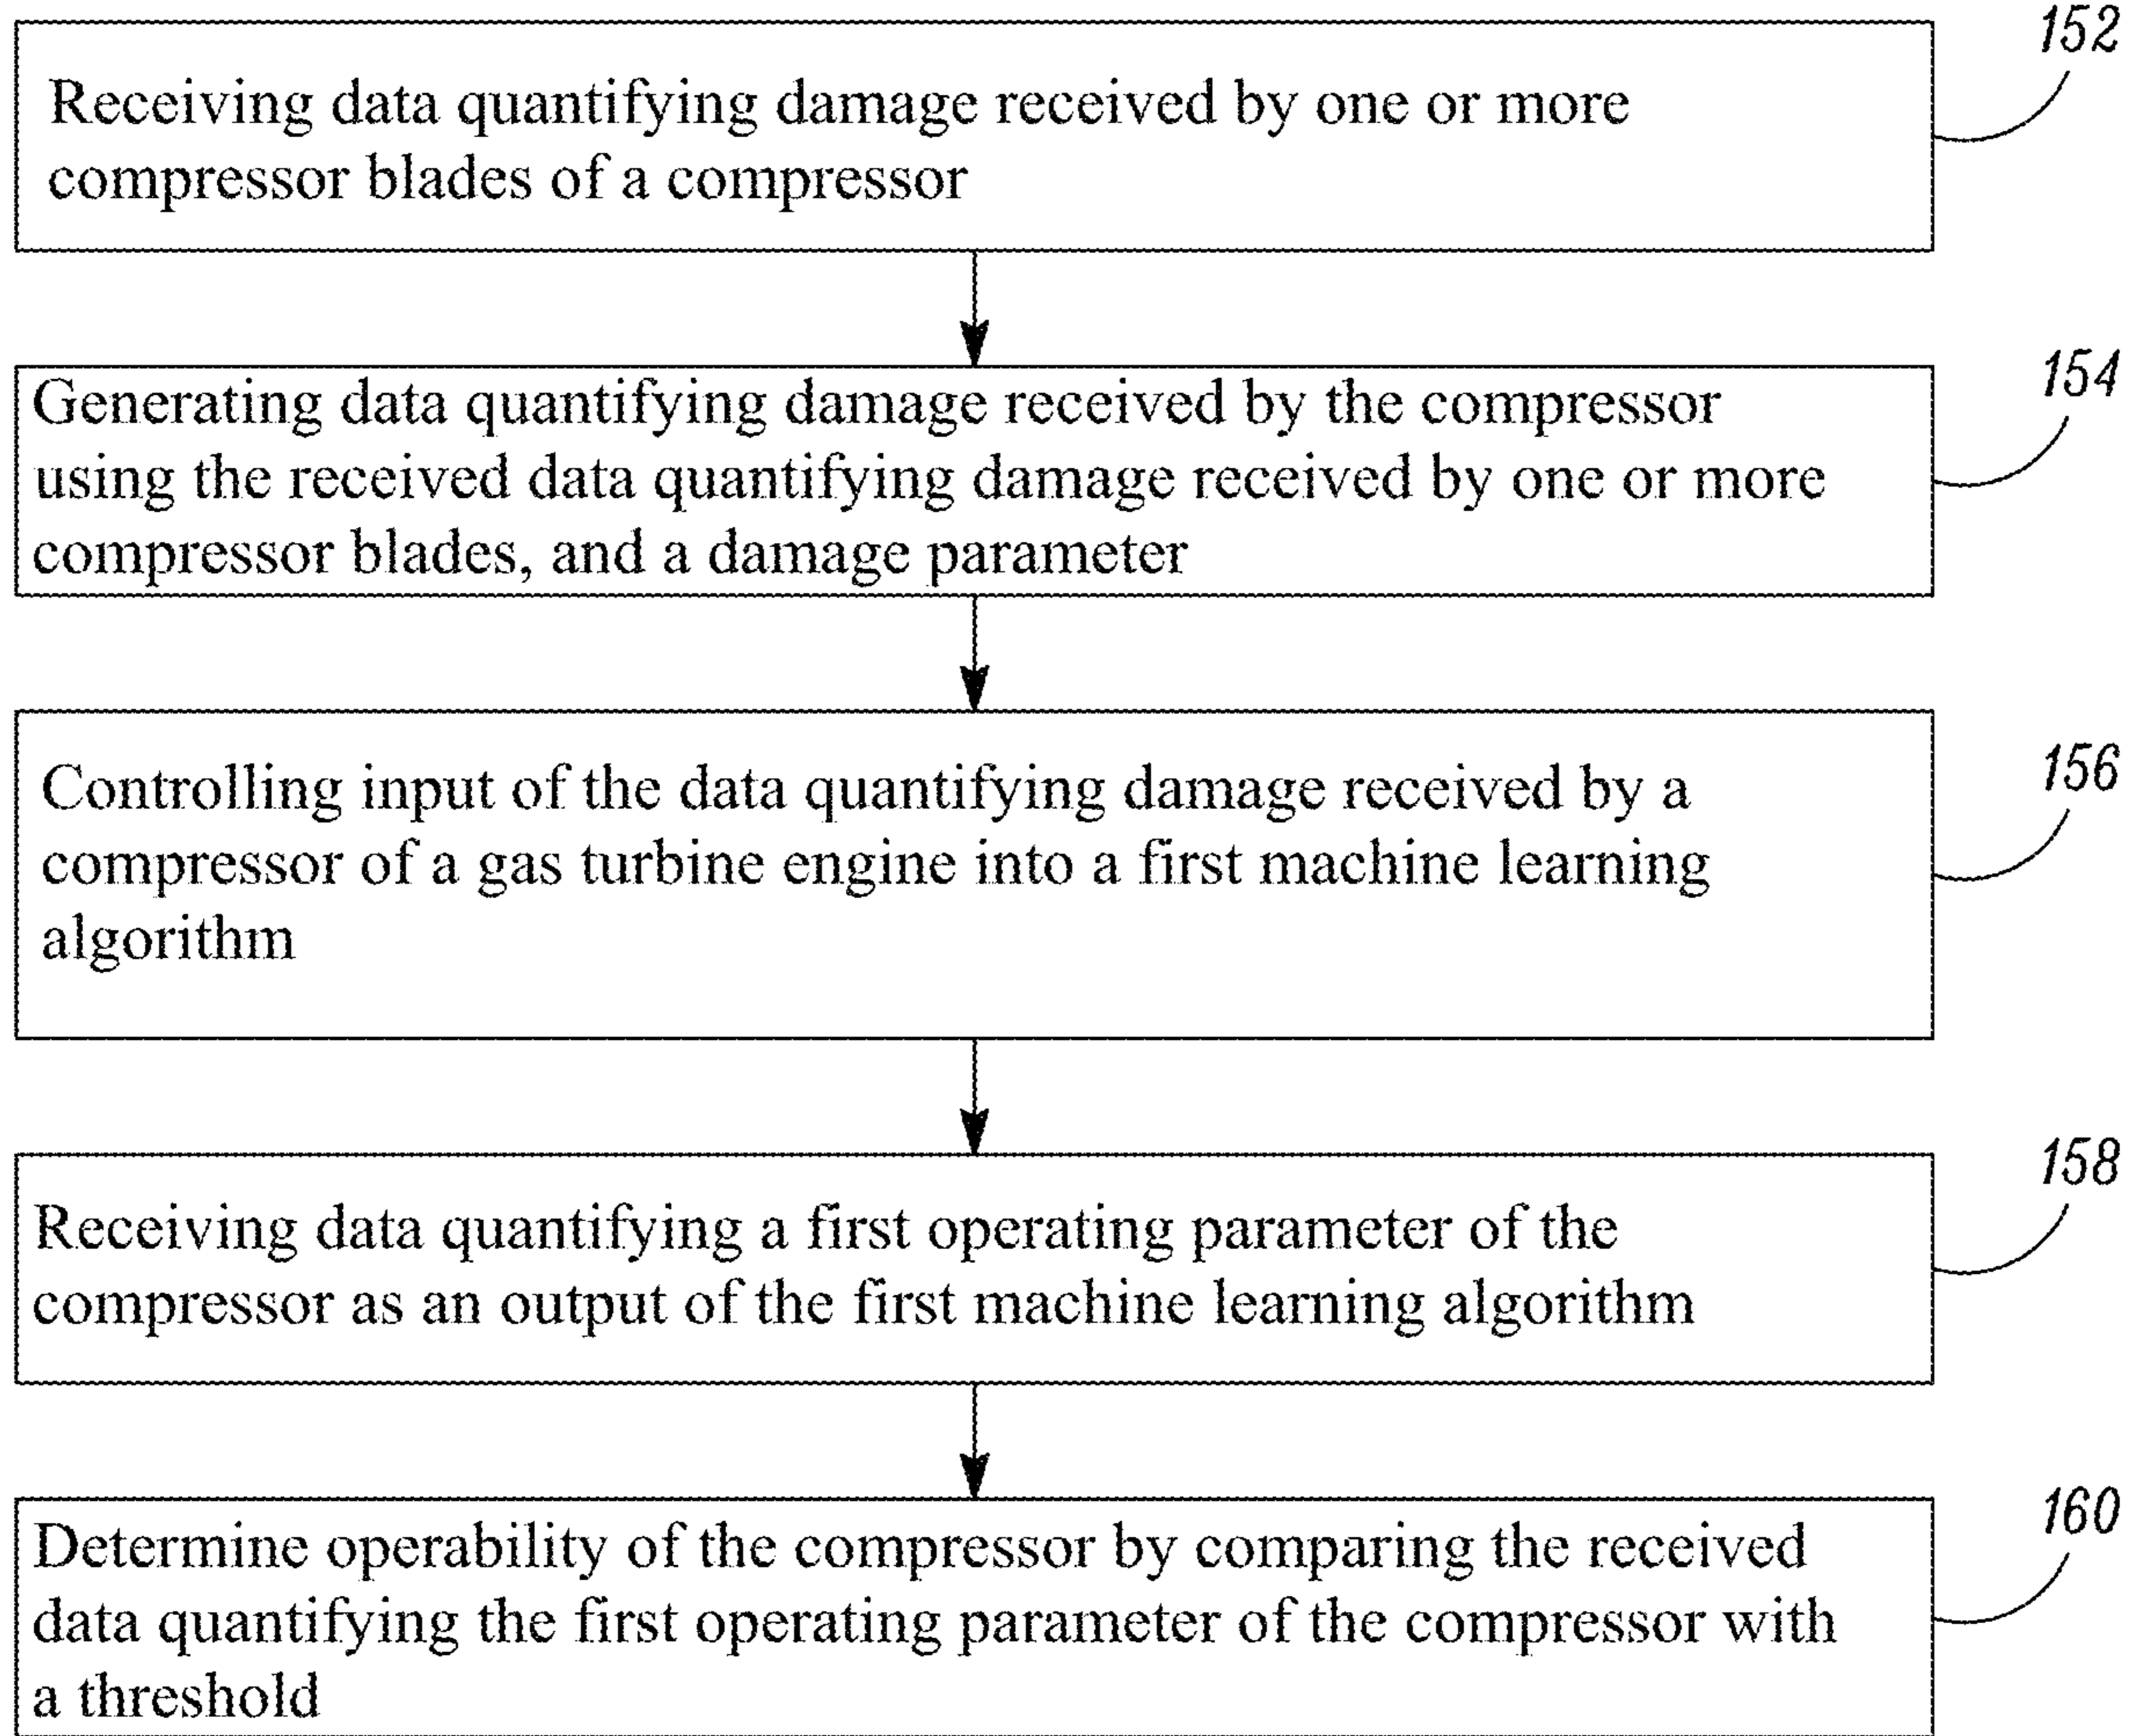 152
Receiving data quantifying damage received by one or more
compressor blades of a compressor
154
Generating data quantifying damage received by the compressor
using the received data quantifying damage received by one or more
compressor blades, and a damage parameter
156
Controlling input of the data quantifying damage received by a
compressor of a gas turbine engine into a first machine learning
algorithm
158
Receiving data quantifying a first operating parameter of the
compressor as an output of the first machine learning algorithm
160
Determine operability of the compressor by comparing the received
data quantifying the first operating parameter of the compressor with
a threshold